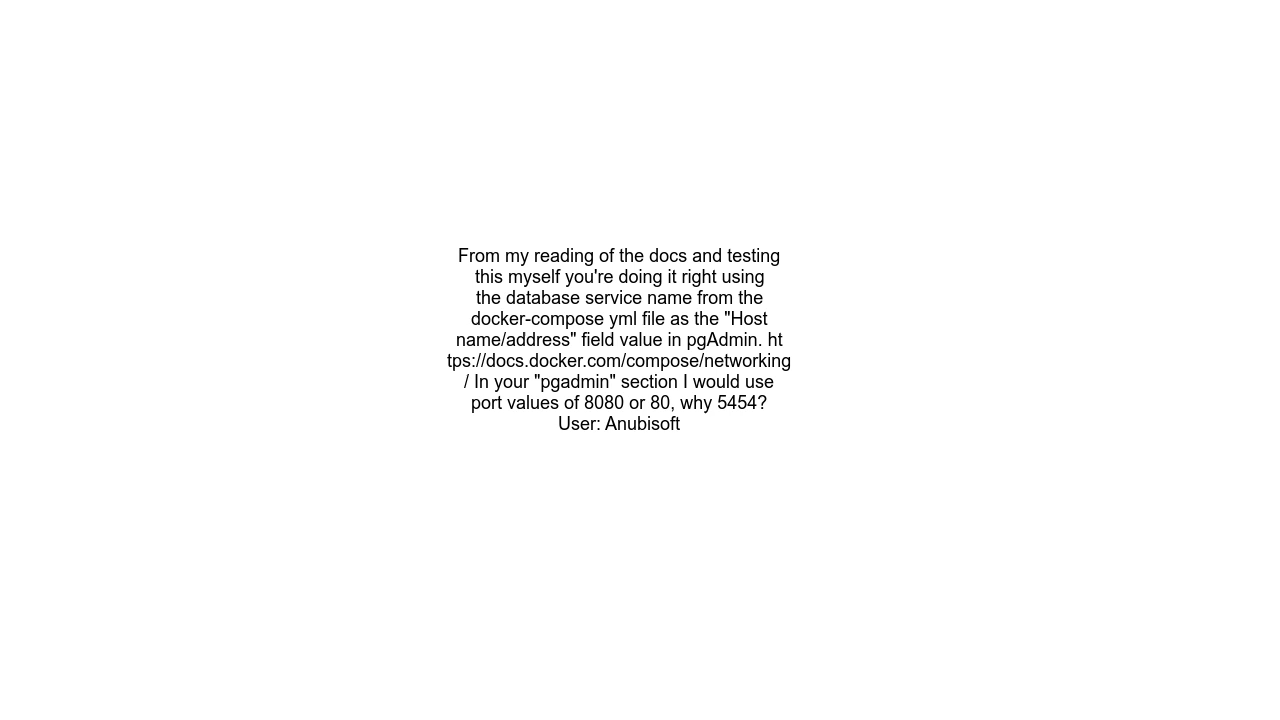 From my reading of the docs and testing
this myself you're doing it right using
the database service name from the
docker-compose yml file as the "Host
name/address" field value in pgAdmin. ht
tps://docs.docker.com/compose/networking
/ In your "pgadmin" section I would use
port values of 8080 or 80, why 5454?
User: Anubisoft